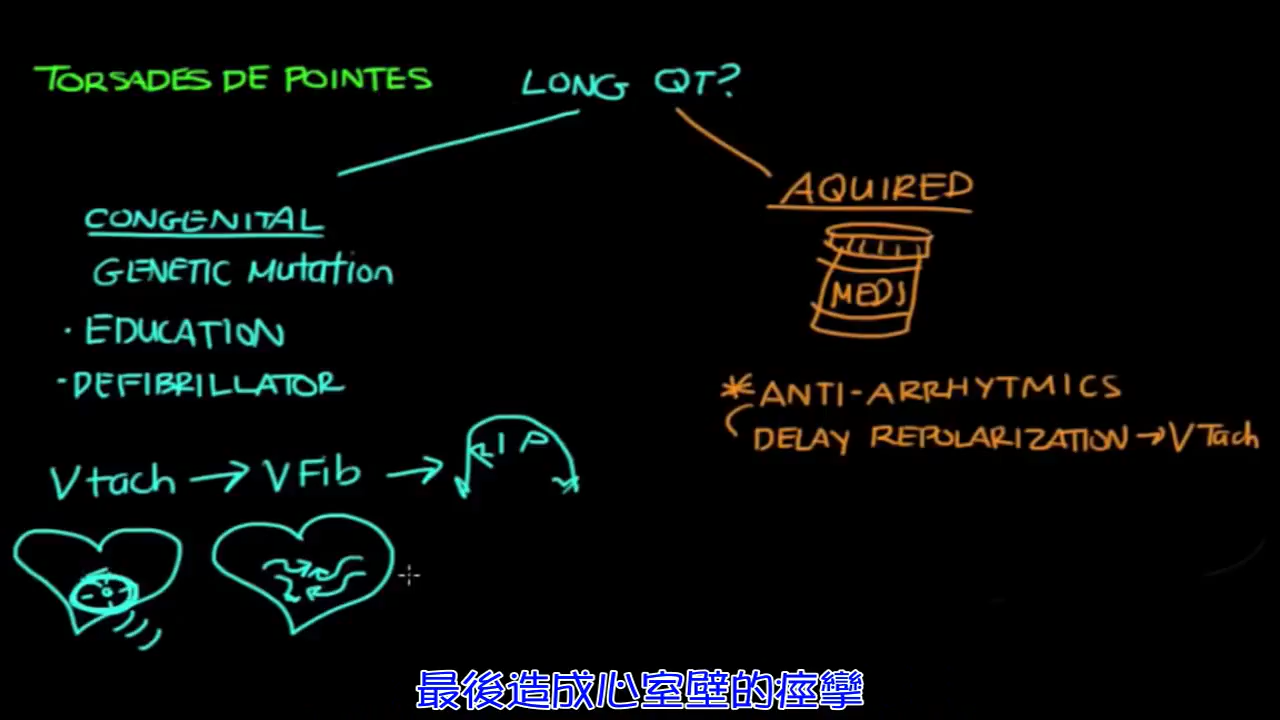 TORSADES DE POINTES
LONG QT?
CONGENITAL
GENETIC Mutation
· EDUCATION
· DEFIBRILLATOR
Vtach → VFib → RIP
AQUIRED
MEDS
* ANTI-ARRHYTMICS
DELAY REPOLARIZATION → VTach
最後造成心室壁的痙攣